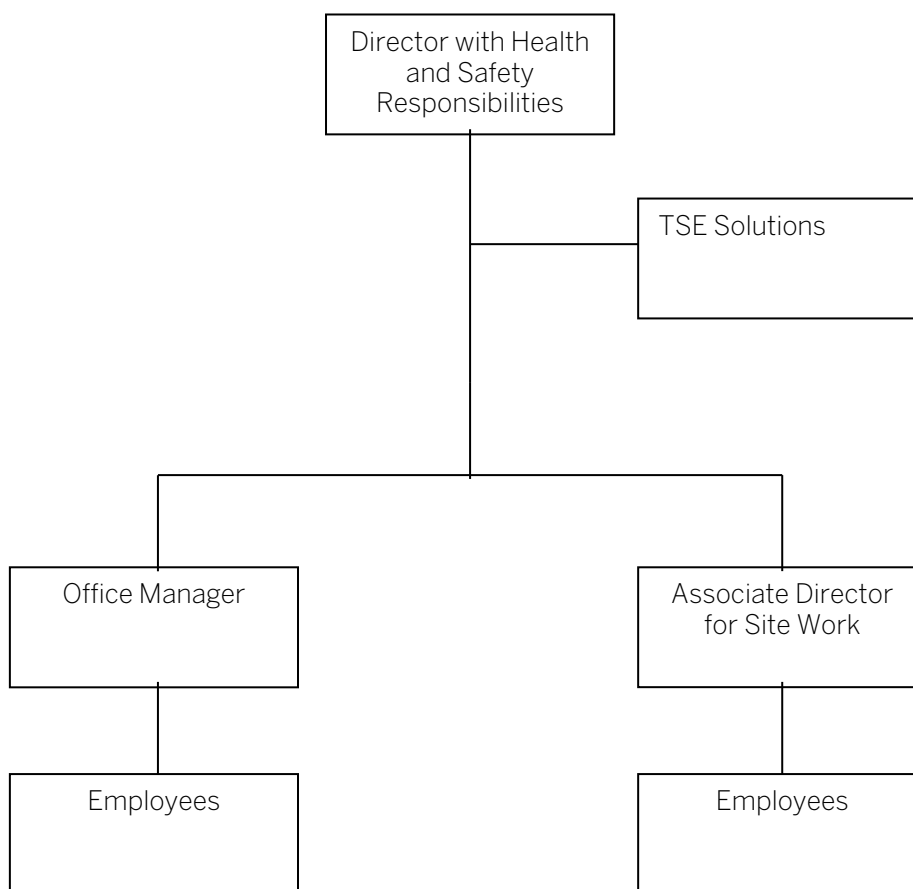 Director with Health
and Safety
Responsibilities
TSE Solutions
Office Manager
Associate Director
for Site Work
Employees
Employees